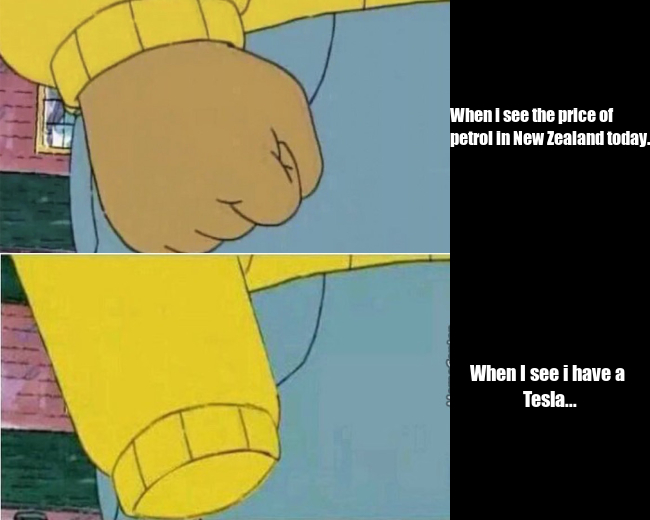 When I see the price of
petrol in New Zealand today.
When I see i have a
Tesla...